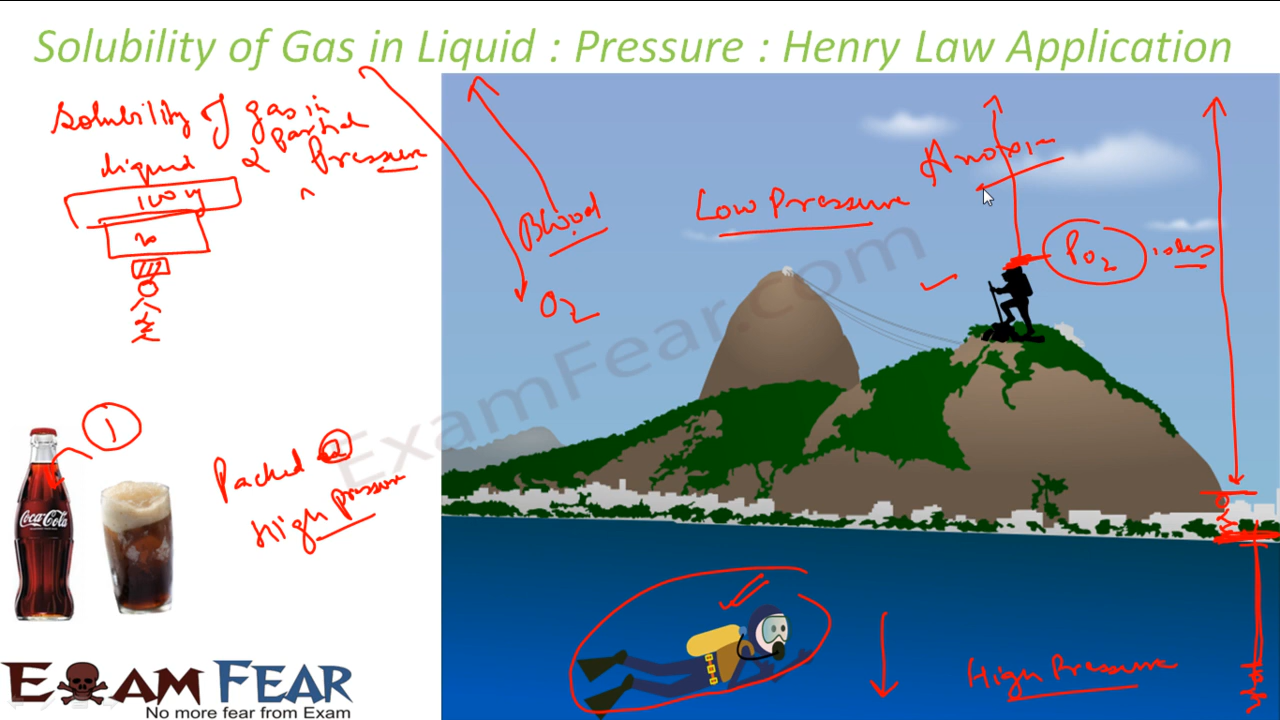 Solubility of Gas in Liquid : Pressure : Henry Law Application
Solubility of gas in
liquid α Partial
Pressure
20
Blood
O2
Low Pressure
Anoxia
PO2
ExamFear.com
1
Coca-Cola
Packed @
High pressure
High Pressure
EXAM FEAR
No more fear from Exam